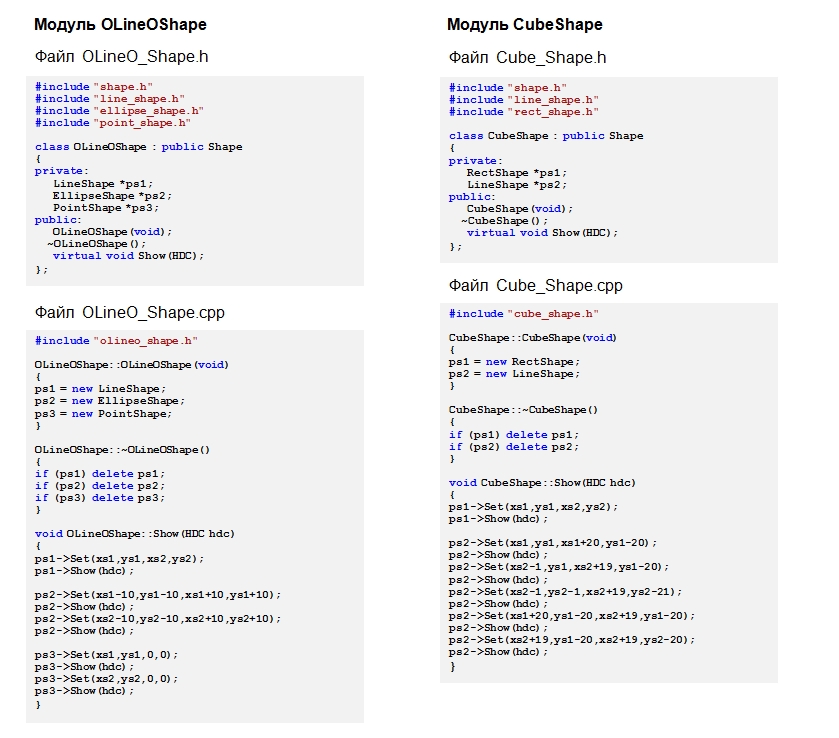 Модуль OLineOShape
Файл OLineO_Shape.h
#include "shape.h"
#include "line_shape.h"
#include "ellipse_shape.h"
#include "point_shape.h"
class OLineOShape : public Shape
{
private:
LineShape *ps1;
EllipseShape *ps2;
PointShape *ps3;
public:
OLineOShape(void);
~OLineOShape();
virtual void Show(HDC);
};
Файл OLineO_Shape.cpp
#include "olineo_shape.h"
OLineOShape::OLineOShape(void)
{
ps1 = new LineShape;
ps2 = new EllipseShape;
ps3 = new PointShape;
}
OLineOShape::~OLineOShape()
{
if (ps1) delete ps1;
if (ps2) delete ps2;
if (ps3) delete ps3;
}
void OLineOShape::Show(HDC hdc)
{
ps1->Set(xs1,ys1,xs2,ys2);
ps1->Show(hdc);
ps2->Set(xs1-10,ys1-10,xs1+10,ys1+10);
ps2->Show(hdc);
ps2->Set(xs2-10,ys2-10,xs2+10,ys2+10);
ps2->Show(hdc);
ps3->Set(xs1,ys1,0,0);
ps3->Show(hdc);
ps3->Set(xs2,ys2,0,0);
ps3->Show(hdc);
}
Модуль CubeShape
Файл Cube_Shape.h
#include "shape.h"
#include "line_shape.h"
#include "rect_shape.h"
class CubeShape : public Shape
{
private:
RectShape *ps1;
LineShape *ps2;
public:
CubeShape(void);
~CubeShape();
virtual void Show(HDC);
};
Файл Cube_Shape.cpp
#include "cube_shape.h"
CubeShape::CubeShape(void)
{
ps1 = new RectShape;
ps2 = new LineShape;
}
CubeShape::~CubeShape()
{
if (ps1) delete ps1;
if (ps2) delete ps2;
}
void CubeShape::Show(HDC hdc)
{
ps1->Set(xs1,ys1,xs2,ys2);
ps1->Show(hdc);
ps2->Set(xs1,ys1,xs1+20,ys1-20);
ps2->Show(hdc);
ps2->Set(xs2-1,ys1,xs2+19,ys1-20);
ps2->Show(hdc);
ps2->Set(xs2-1,ys2-1,xs2+19,ys2-21);
ps2->Show(hdc);
ps2->Set(xs1+20,ys1-20,xs2+19,ys1-20);
ps2->Show(hdc);
ps2->Set(xs2+19,ys1-20,xs2+19,ys2-20);
ps2->Show(hdc);
}